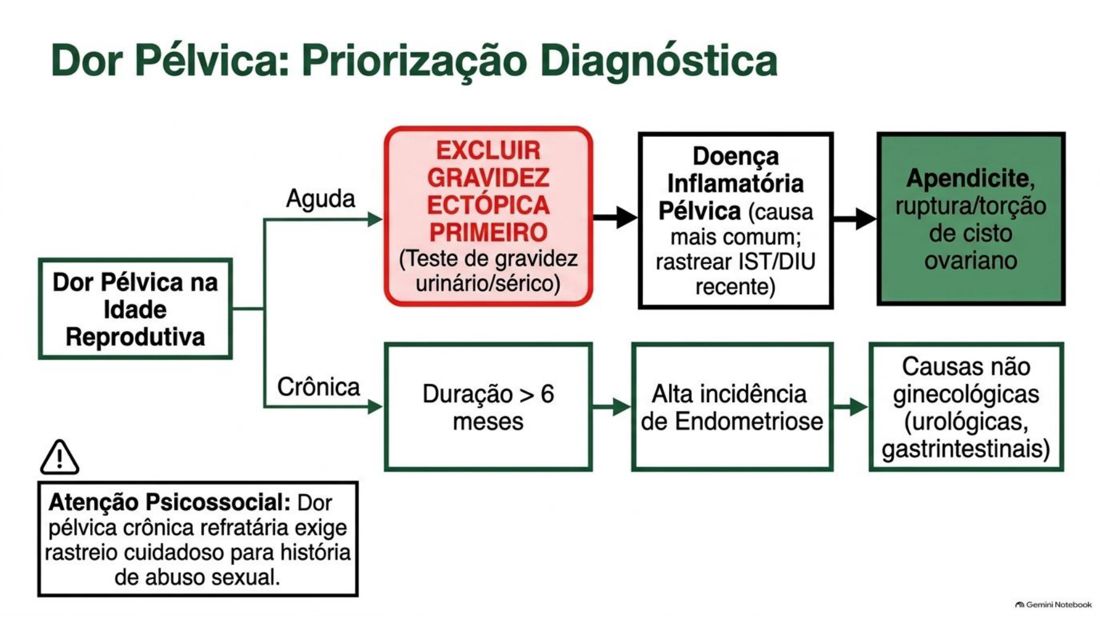 Dor Pélvica: Priorização Diagnóstica
Dor Pélvica na
Idade
Reprodutiva
Aguda
EXCLUIR
GRAVIDEZ
ECTÓPICA
PRIMEIRO
(Teste de gravidez
urinário/sérico)
Doença
Inflamatória
Pélvica (causa
mais comum;
rastrear IST/DIU
recente)
Apendicite,
ruptura/torção
de cisto
ovariano
Crônica
Duração > 6
meses
Alta incidência
de Endometriose
Causas não
ginecológicas
(urológicas,
gastrintestinais)
Atenção Psicossocial: Dor
pélvica crônica refratária exige
rastreio cuidadoso para história
de abuso sexual.
Gemini Notebook